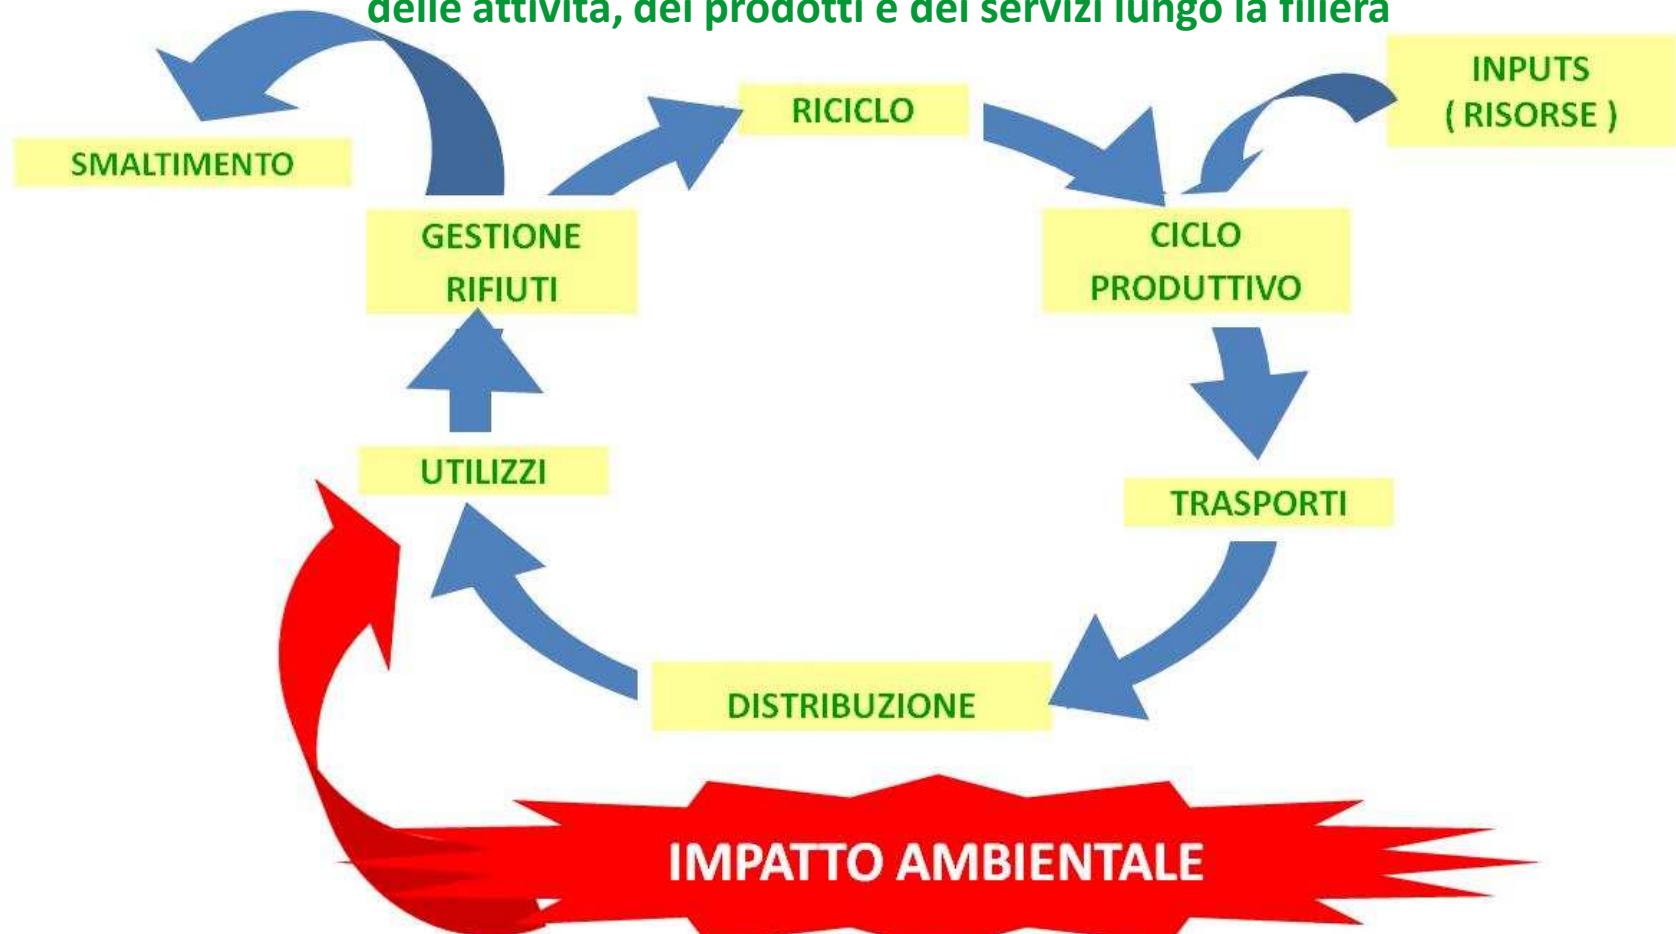 delle attività, dei prodotti e dei servizi lungo la filiera
INPUTS
( RISORSE )
RICICLO
SMALTIMENTO
GESTIONE
RIFIUTI
CICLO
PRODUTTIVO
UTILIZZI
TRASPORTI
DISTRIBUZIONE
IMPATTO AMBIENTALE